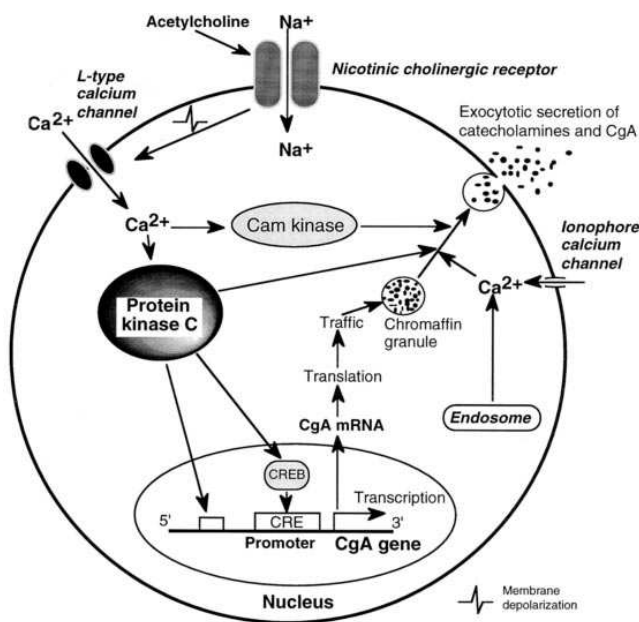 Acetylcholine
Na+
L-type
calcium
channel
Nicotinic cholinergic receptor
Ca2+
Na+
Exocytotic secretion of
catecholamines and CgA
Ca2+
Cam kinase
Ionophore
calcium
channel
Ca2+
Protein
kinase C
Traffic
Chromaffin
granule
Translation
CgA mRNA
Endosome
CREB
Transcription
5'
CRE
3'
Promoter
CgA gene
Nucleus
Membrane
depolarization